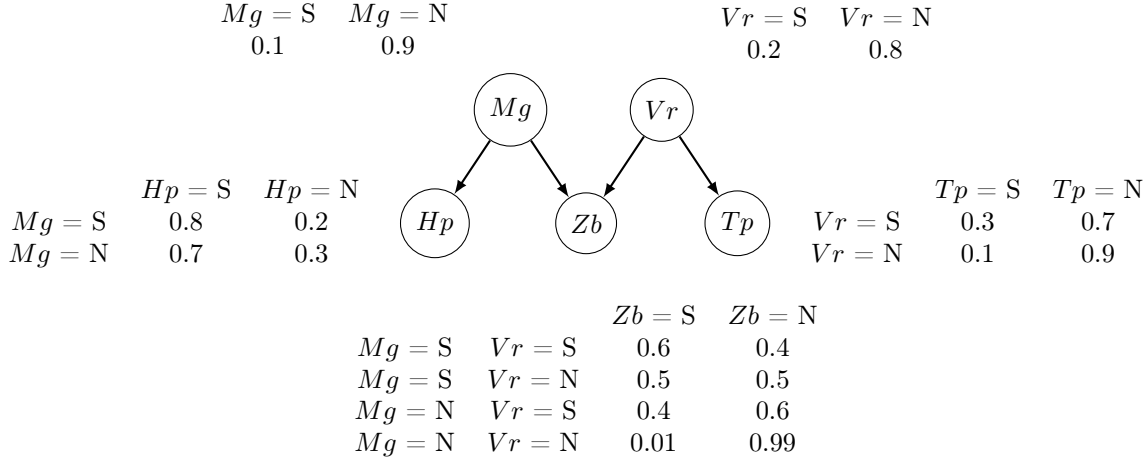 Mg = S Mg = N
0.1 0.9
Vr = S Vr = N
0.2 0.8
Mg Vr
Hp = S Hp = N
Mg = S 0.8 0.2
Mg = N 0.7 0.3
Hp Zb Tp
Tp = S Tp = N
Vr = S 0.3 0.7
Vr = N 0.1 0.9
Zb = S Zb = N
Mg = S Vr = S 0.6 0.4
Mg = S Vr = N 0.5 0.5
Mg = N Vr = S 0.4 0.6
Mg = N Vr = N 0.01 0.99